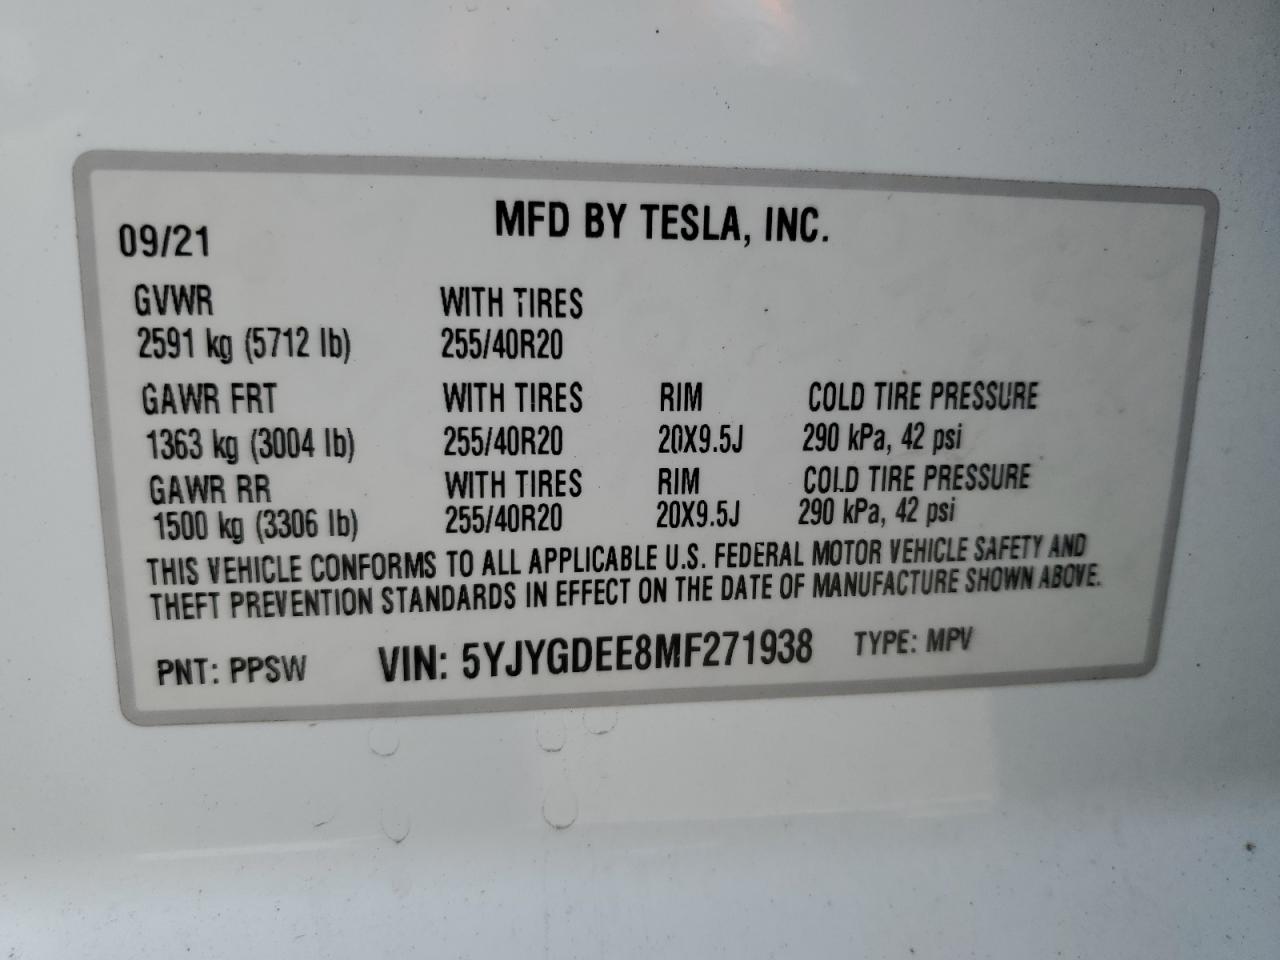 MFD BY TESLA, INC.
09/21
GVWR WITH TIRES
2591 kg (5712 lb) 255/40R20
GAWR FRT WITH TIRES RIM COLD TIRE PRESSURE
1363 kg (3004 lb) 255/40R20 20X9.5J 290 kPa, 42 psi
GAWR RR WITH TIRES RIM COLD TIRE PRESSURE
1500 kg (3306 lb) 255/40R20 20X9.5J 290 kPa, 42 psi
THIS VEHICLE CONFORMS TO ALL APPLICABLE U.S. FEDERAL MOTOR VEHICLE SAFETY AND
THEFT PREVENTION STANDARDS IN EFFECT ON THE DATE OF MANUFACTURE SHOWN ABOVE.
PNT: PPSW VIN: 5YJYGDEE8MF271938 TYPE: MPV